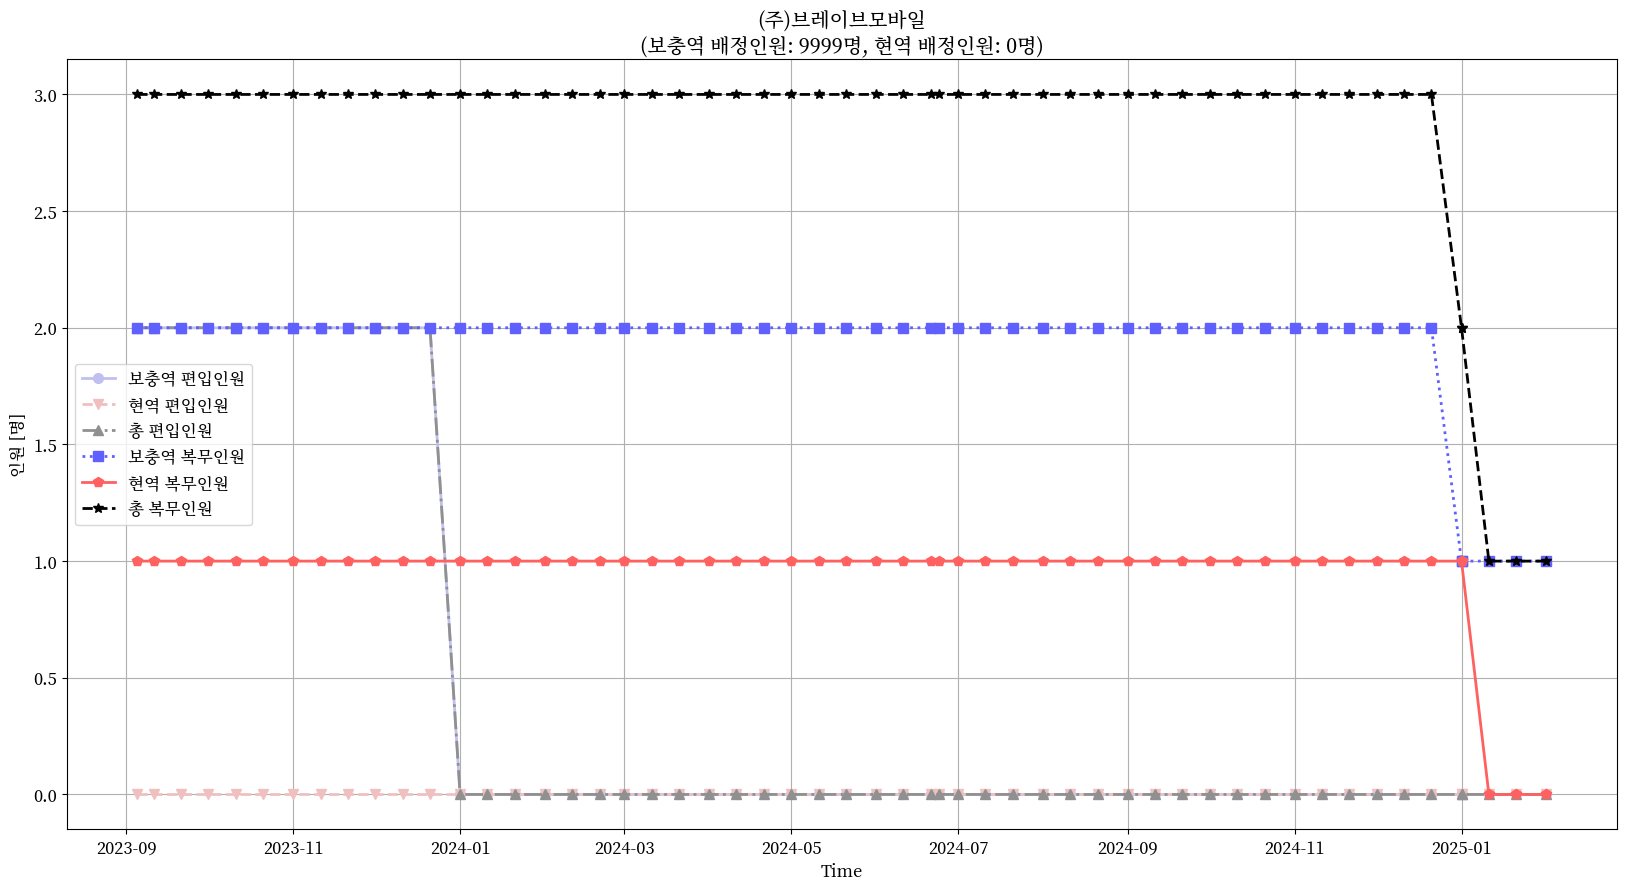 (주)브레이브모바일
(보충역 배정인원: 9999명, 현역 배정인원: 0명)
인원 [명]
3.0
2.5
2.0
1.5
1.0
0.5
0.0
보충역 편입인원
현역 편입인원
총 편입인원
보충역 복무인원
현역 복무인원
총 복무인원
2023-09
2023-11
2024-01
2024-03
2024-05
2024-07
2024-09
2024-11
2025-01
Time